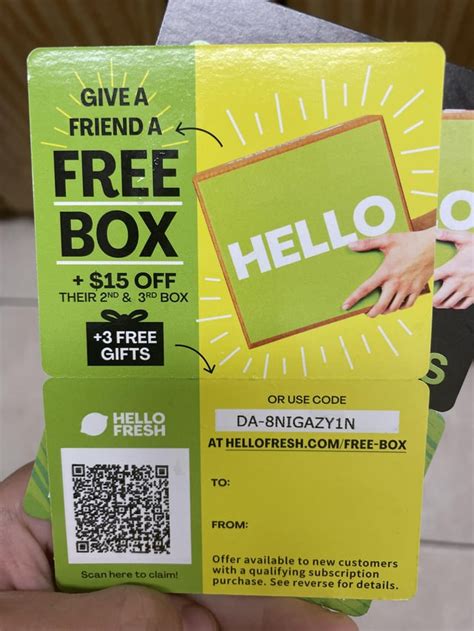 GIVE A
FRIEND A
FREE
BOX
+ $15 OFF
THEIR 2ND & 3RD BOX
+3 FREE
GIFTS
HELLO
O
S
HELLO
FRESH
Scan here to claim!
OR USE CODE
DA-8NIGAZY1N
AT HELLOFRESH.COM/FREE-BOX
TO:
FROM:
Offer available to new customers
with a qualifying subscription
purchase. See reverse for details.